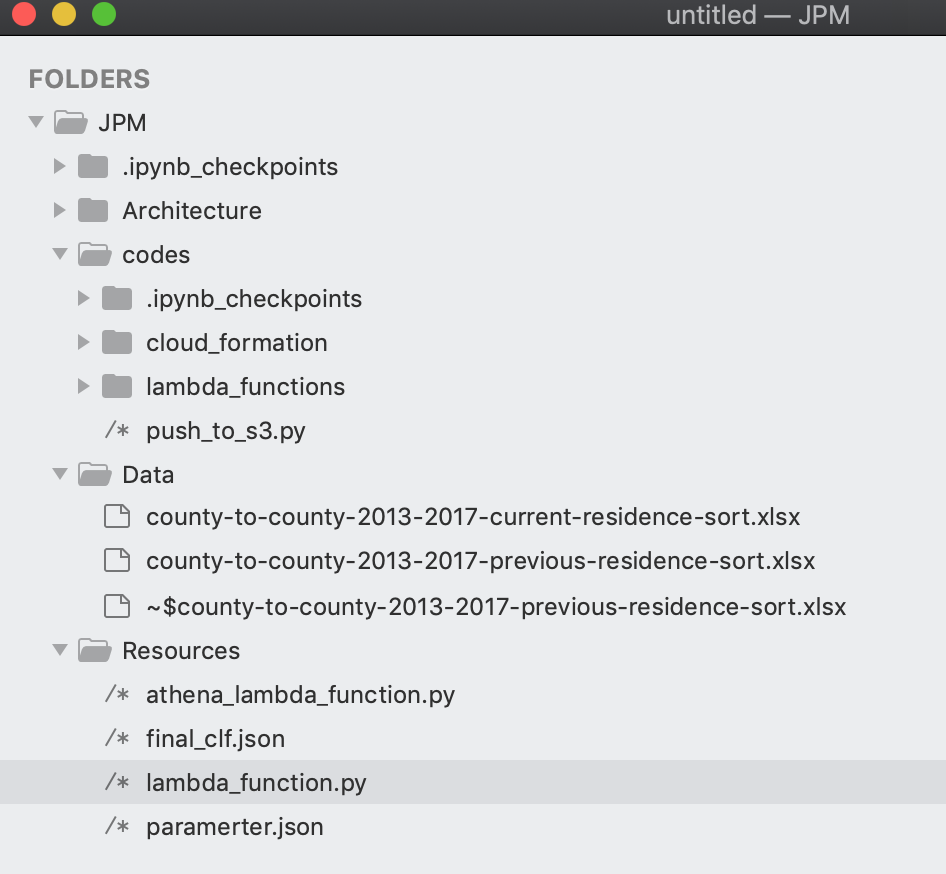 untitled — JPM
FOLDERS
JPM
.ipynb_checkpoints
Architecture
codes
.ipynb_checkpoints
cloud_formation
lambda_functions
/* push_to_s3.py
Data
county-to-county-2013-2017-current-residence-sort.xlsx
county-to-county-2013-2017-previous-residence-sort.xlsx
~$county-to-county-2013-2017-previous-residence-sort.xlsx
Resources
/* athena_lambda_function.py
/* final_clf.json
/* lambda_function.py
/* paramerter.json